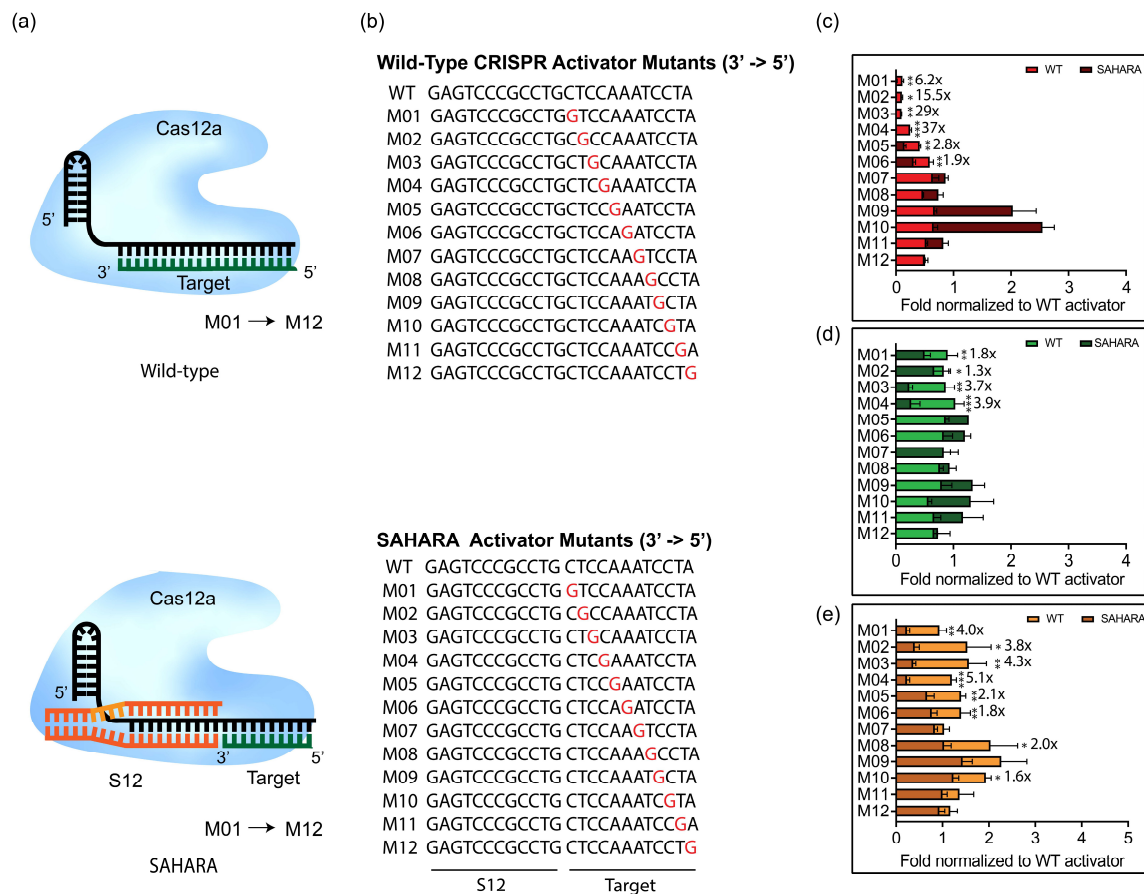 (a)
Cas12a
5'
3'
5'
Target
M01 → M12
Wild-type
Cas12a
5'
3'
5'
S12
Target
M01 → M12
SAHARA
(b)
Wild-Type CRISPR Activator Mutants (3' -> 5')
WT GAGTCCCGCCTGCTCCAAATCCTA
M01 GAGTCCCGCCTGGTCCAAATCCTA
M02 GAGTCCCGCCTGCGCCAAATCCTA
M03 GAGTCCCGCCTGCTGCAAATCCTA
M04 GAGTCCCGCCTGCTCGAAATCCTA
M05 GAGTCCCGCCTGCTCCGAATCCTA
M06 GAGTCCCGCCTGCTCCAGATCCTA
M07 GAGTCCCGCCTGCTCCAAGTCCTA
M08 GAGTCCCGCCTGCTCCAAAGCCTA
M09 GAGTCCCGCCTGCTCCAAATGCTA
M10 GAGTCCCGCCTGCTCCAAATCGTA
M11 GAGTCCCGCCTGCTCCAAATCCGA
M12 GAGTCCCGCCTGCTCCAAATCCTG
SAHARA Activator Mutants (3' -> 5')
WT GAGTCCCGCCTG CTCCAAATCCTA
M01 GAGTCCCGCCTG GTCCAAATCCTA
M02 GAGTCCCGCCTG CGCCAAATCCTA
M03 GAGTCCCGCCTG CTGCAAATCCTA
M04 GAGTCCCGCCTG CTCGAAATCCTA
M05 GAGTCCCGCCTG CTCCGAATCCTA
M06 GAGTCCCGCCTG CTCCAGATCCTA
M07 GAGTCCCGCCTG CTCCAAGTCCTA
M08 GAGTCCCGCCTG CTCCAAAGCCTA
M09 GAGTCCCGCCTG CTCCAAATGCTA
M10 GAGTCCCGCCTG CTCCAAATCGTA
M11 GAGTCCCGCCTG CTCCAAATCCGA
M12 GAGTCCCGCCTG CTCCAAATCCTG
S12 Target
(c)
WT SAHARA
M01 ** 6.2x
M02 * 15.5x
M03 ** 29x
M04 *** 37x
M05 ** 2.8x
M06 ** 1.9x
M07
M08
M09
M10
M11
M12
0 1 2 3 4
Fold normalized to WT activator
(d)
WT SAHARA
M01 ** 1.8x
M02 * 1.3x
M03 ** 3.7x
M04 *** 3.9x
M05
M06
M07
M08
M09
M10
M11
M12
0 1 2 3 4
Fold normalized to WT activator
(e)
WT SAHARA
M01 ** 4.0x
M02 * 3.8x
M03 ** 4.3x
M04 *** 5.1x
M05 ** 2.1x
M06 ** 1.8x
M07
M08 * 2.0x
M09
M10 * 1.6x
M11
M12
0 1 2 3 4 5
Fold normalized to WT activator